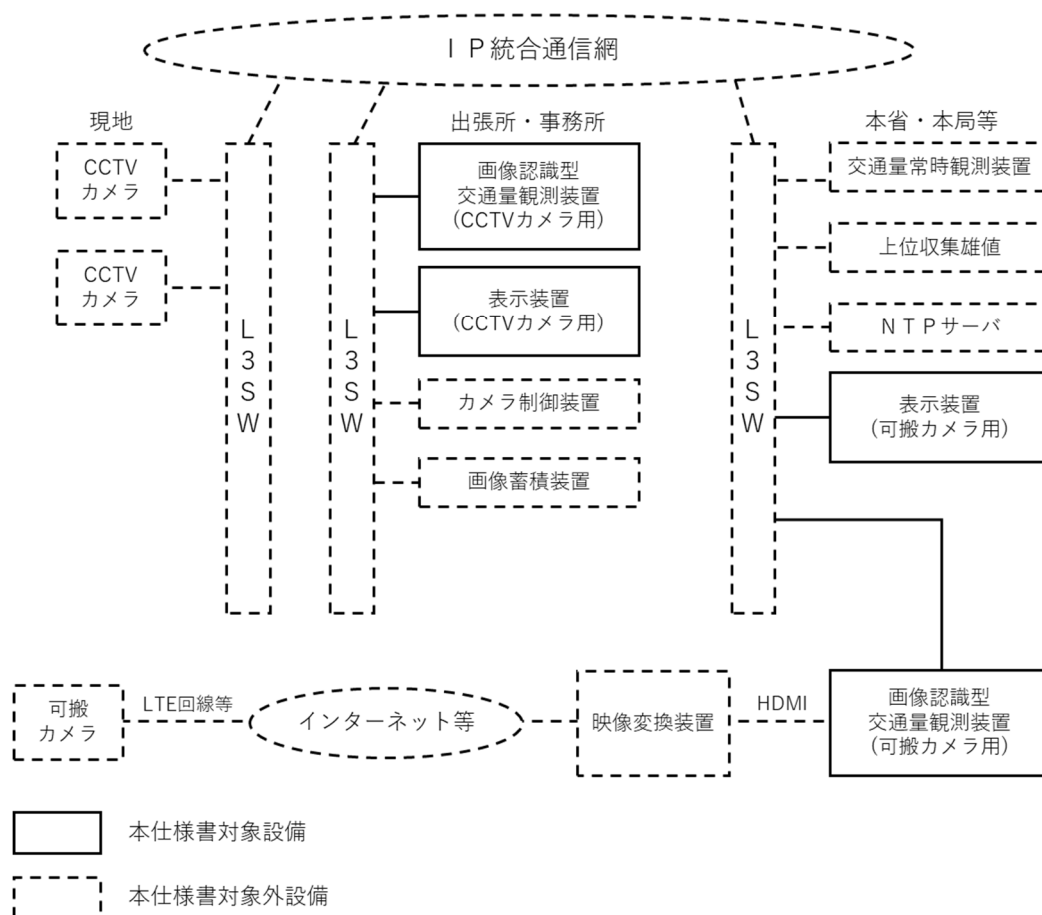 ＩＰ統合通信網
現地
出張所・事務所
本省・本局等
CCTV
カメラ
CCTV
カメラ
L3SW
L3SW
画像認識型
交通量観測装置
(CCTVカメラ用)
表示装置
(CCTVカメラ用)
カメラ制御装置
画像蓄積装置
L3SW
交通量常時観測装置
上位収集雄値
ＮＴＰサーバ
表示装置
(可搬カメラ用)
可搬
カメラ
LTE回線等
インターネット等
映像変換装置
HDMI
画像認識型
交通量観測装置
(可搬カメラ用)
本仕様書対象設備
本仕様書対象外設備